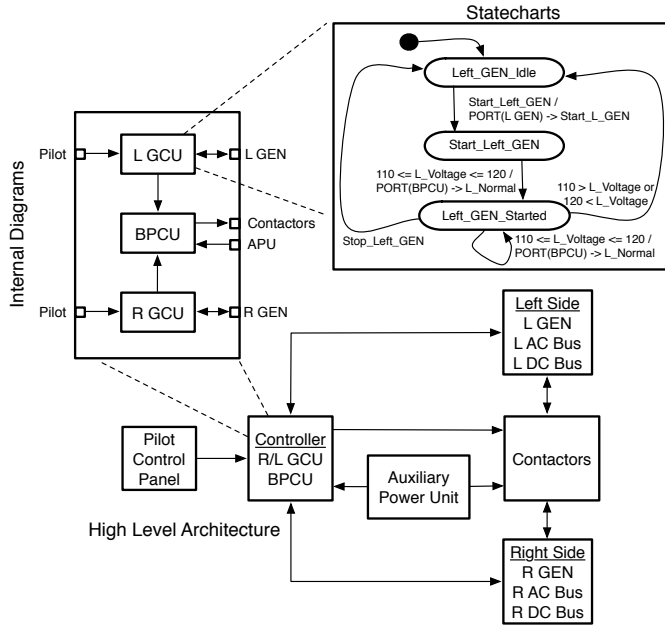 Statecharts
Left_GEN_Idle
Start_Left_GEN /
PORT(L GEN) -> Start_L_GEN
Start_Left_GEN
110 <= L_Voltage <= 120 /
PORT(BPCU) -> L_Normal
110 > L_Voltage or
120 < L_Voltage
Left_GEN_Started
Stop_Left_GEN
110 <= L_Voltage <= 120 /
PORT(BPCU) -> L_Normal
Internal Diagrams
Pilot
L GCU
L GEN
BPCU
Contactors
APU
Pilot
R GCU
R GEN
Left Side
L GEN
L AC Bus
L DC Bus
Pilot
Control
Panel
Controller
R/L GCU
BPCU
Auxiliary
Power Unit
Contactors
High Level Architecture
Right Side
R GEN
R AC Bus
R DC Bus